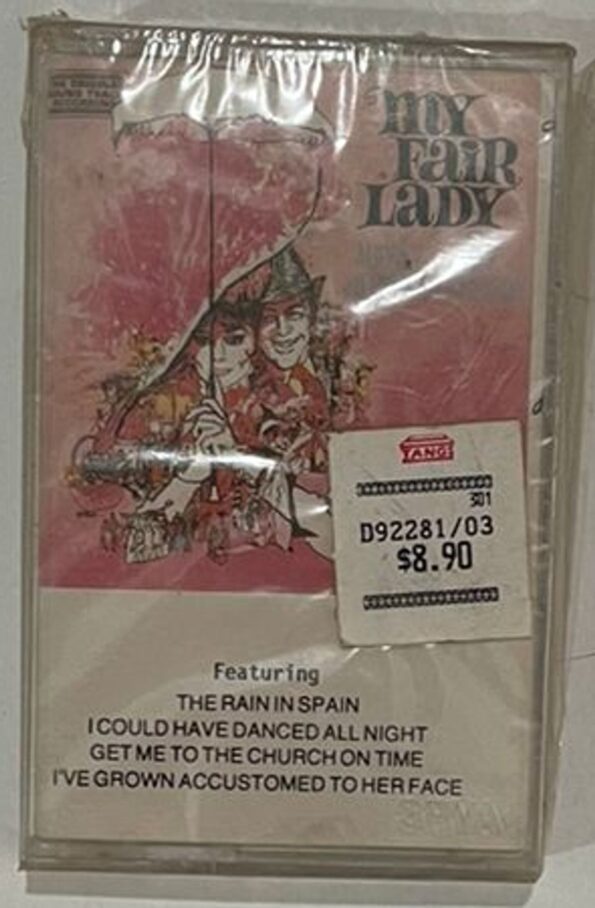 MY
FAIR
LADY
TANGS
301
D92281/03
$8.90
Featuring
THE RAIN IN SPAIN
I COULD HAVE DANCED ALL NIGHT
GET ME TO THE CHURCH ON TIME
I'VE GROWN ACCUSTOMED TO HER FACE